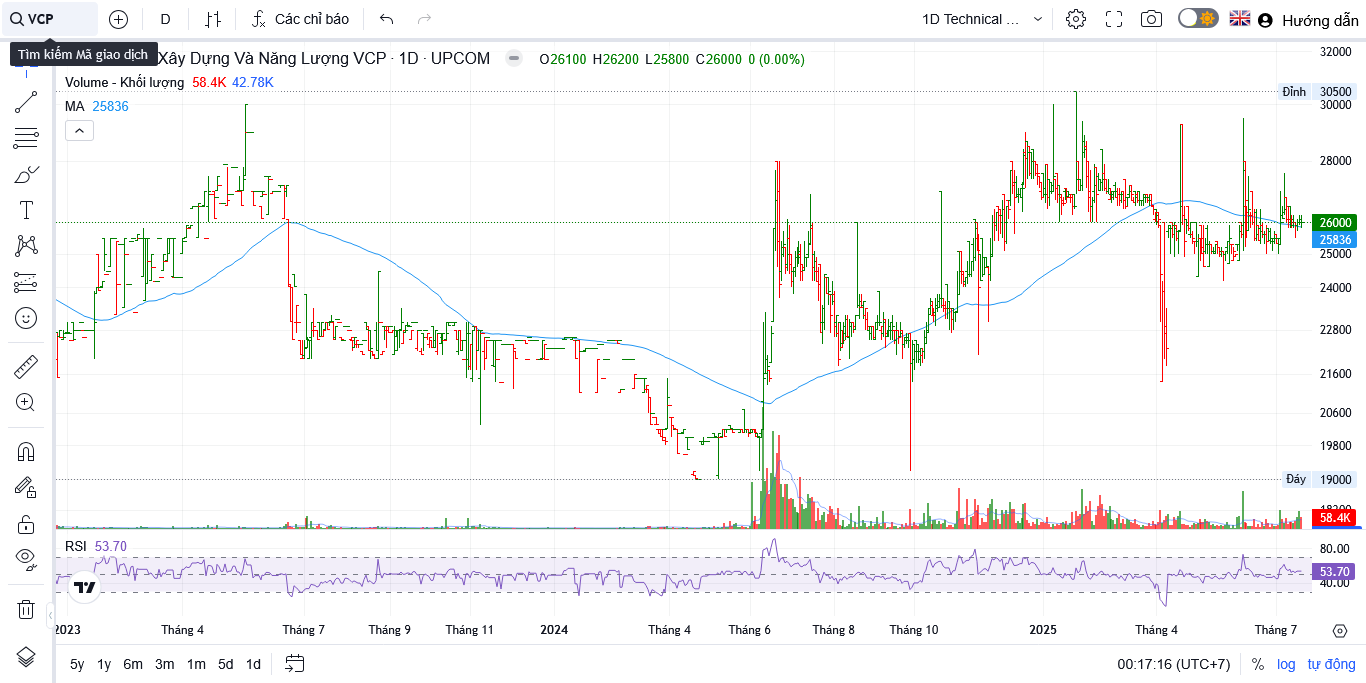 VCP
D
Các chỉ báo
1D Technical ...
Hướng dẫn
Tìm kiếm Mã giao dịch
Xây Dựng Và Năng Lượng VCP · 1D · UPCOM
O26100 H26200 L25800 C26000 0 (0.00%)
Volume - Khối lượng 58.4K 42.78K
MA 25836
32000
Đỉnh 30500
30000
28000
26000
25836
25000
24000
22800
21600
20600
19800
Đáy 19000
58.4K
RSI 53.70
80.00
53.70
40.00
2023 Tháng 4 Tháng 7 Tháng 9 Tháng 11 2024 Tháng 4 Tháng 6 Tháng 8 Tháng 10 2025 Tháng 4 Tháng 7
5y 1y 6m 3m 1m 5d 1d
00:17:16 (UTC+7) % log tự động